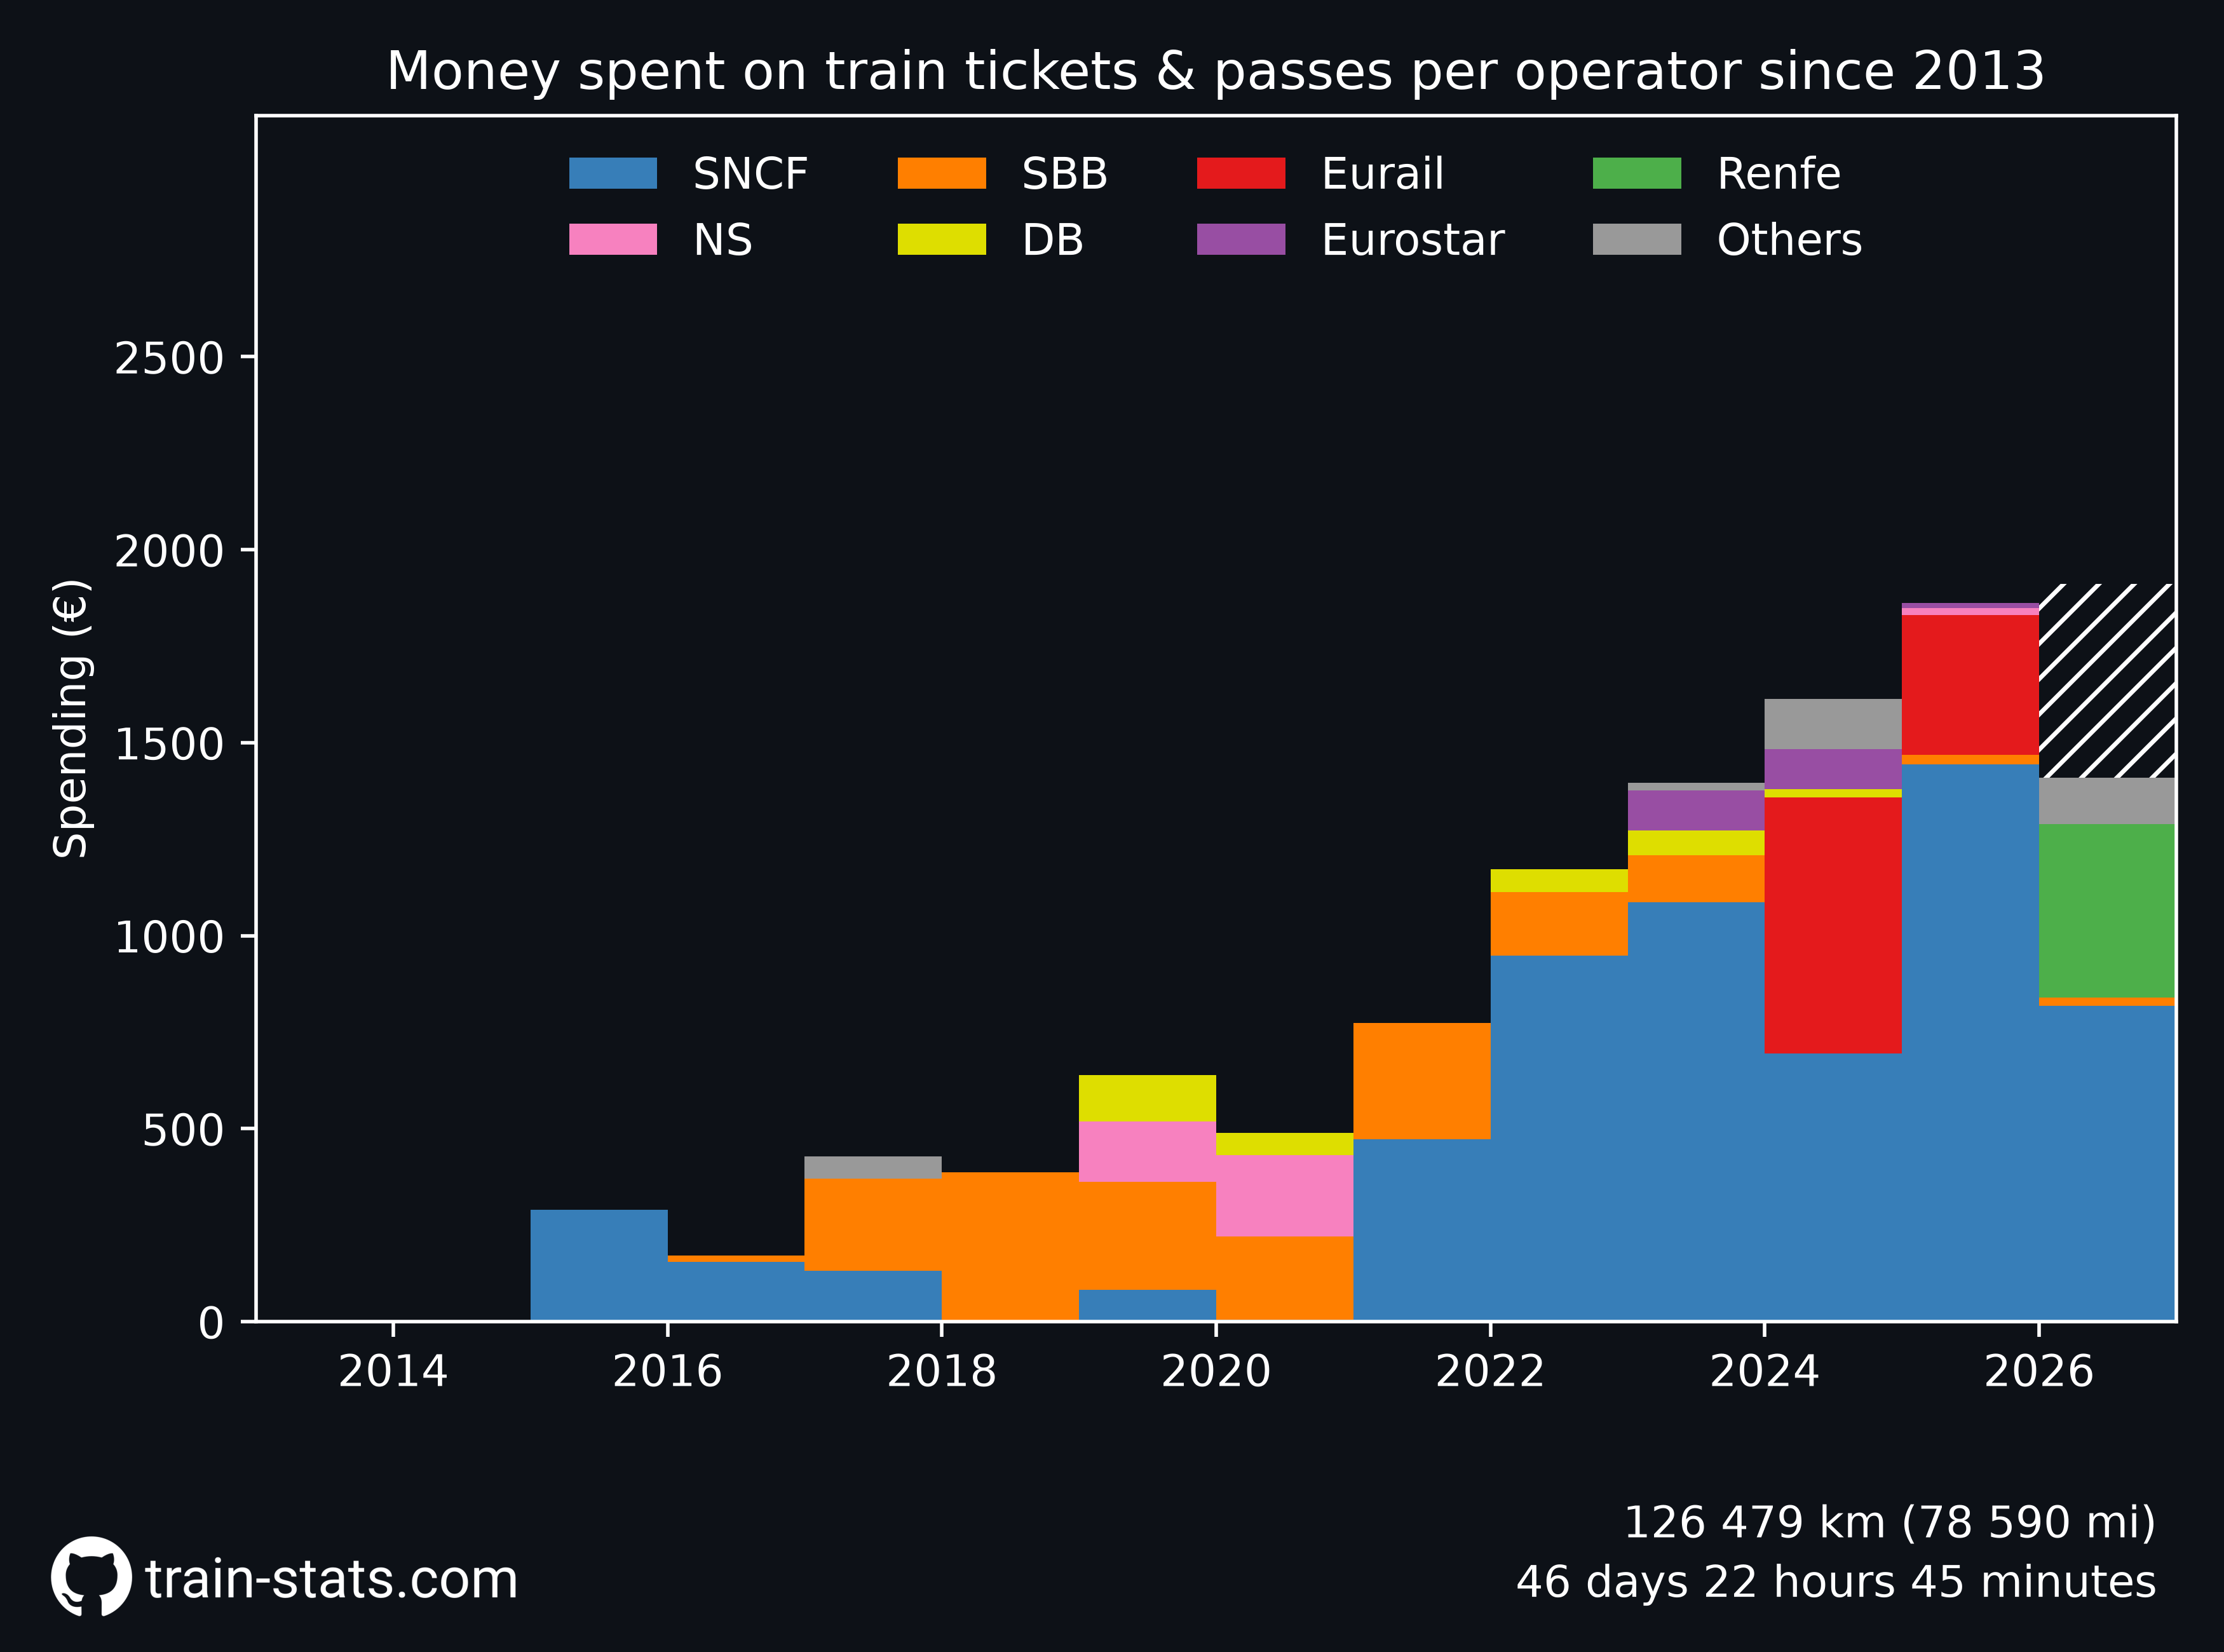 Money spent on train tickets & passes per operator since 2013
SNCF SBB Eurail Renfe
NS DB Eurostar Others
Spending (€)
2500
2000
1500
1000
500
0
2014 2016 2018 2020 2022 2024 2026
126 479 km (78 590 mi)
46 days 22 hours 45 minutes
train-stats.com